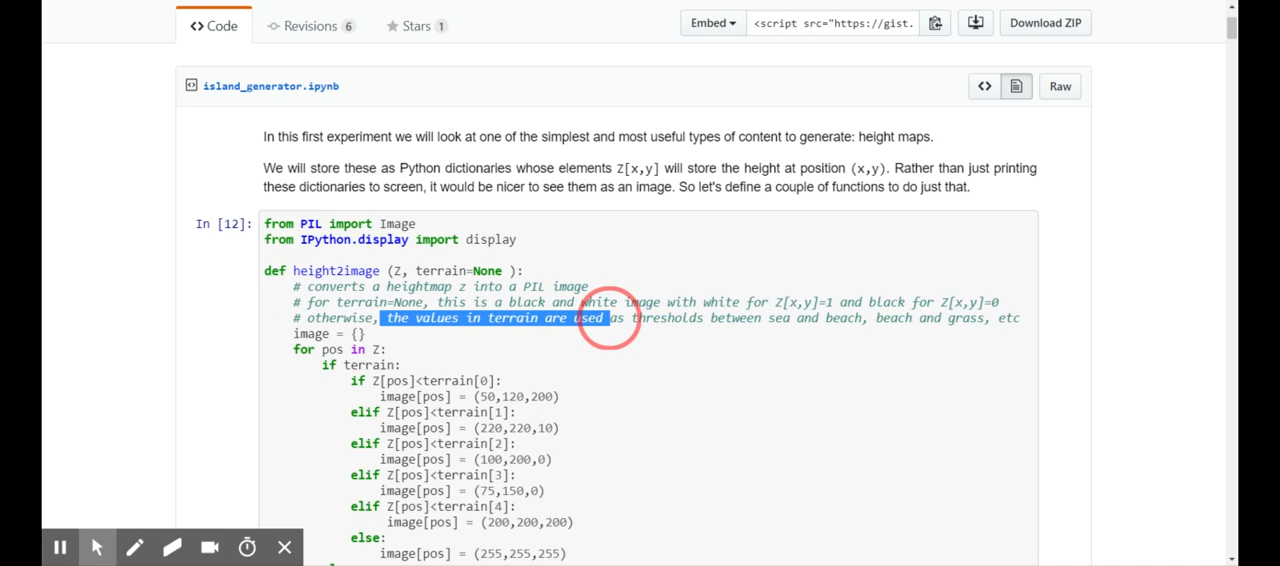 Code Revisions 6 Stars 1 Embed <script src="https://gist. Download ZIP
island_generator.ipynb Raw
In this first experiment we will look at one of the simplest and most useful types of content to generate: height maps.
We will store these as Python dictionaries whose elements Z[x,y] will store the height at position (x,y). Rather than just printing
these dictionaries to screen, it would be nicer to see them as an image. So let's define a couple of functions to do just that.
In [12]: from PIL import Image
from IPython.display import display
def height2image (Z, terrain=None ):
# converts a heightmap z into a PIL image
# for terrain=None, this is a black and white image with white for Z[x,y]=1 and black for Z[x,y]=0
# otherwise, the values in terrain are used as thresholds between sea and beach, beach and grass, etc
image = {}
for pos in Z:
if terrain:
if Z[pos]<terrain[0]:
image[pos] = (50,120,200)
elif Z[pos]<terrain[1]:
image[pos] = (220,220,10)
elif Z[pos]<terrain[2]:
image[pos] = (100,200,0)
elif Z[pos]<terrain[3]:
image[pos] = (75,150,0)
elif Z[pos]<terrain[4]:
image[pos] = (200,200,200)
else:
image[pos] = (255,255,255)